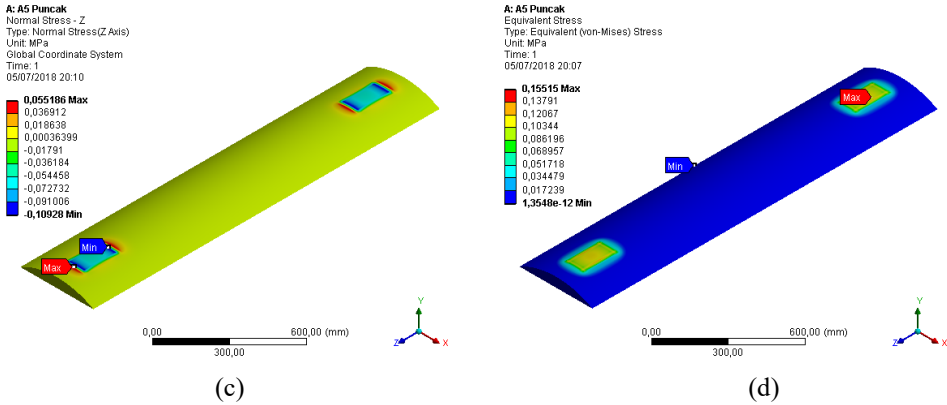 A: A5 Puncak
Normal Stress - Z
Type: Normal Stress(Z Axis)
Unit: MPa
Global Coordinate System
Time: 1
05/07/2018 20:10
0,055186 Max
0,036912
0,018638
0,00036399
-0,01791
-0,036184
-0,054458
-0,072732
-0,091006
-0,10928 Min
Min
Max
0,00
600,00 (mm)
300,00
Y
Z
X
(c)
A: A5 Puncak
Equivalent Stress
Type: Equivalent (von-Mises) Stress
Unit: MPa
Time: 1
05/07/2018 20:07
0,15515 Max
0,13791
0,12067
0,10344
0,086196
0,068957
0,051718
0,034479
0,017239
1,3548e-12 Min
Max
Min
0,00
600,00 (mm)
300,00
Y
Z
X
(d)